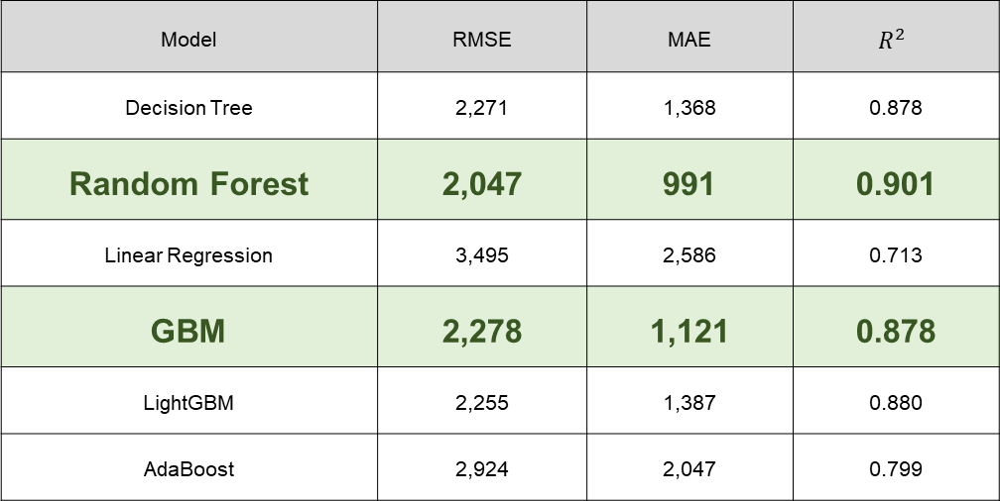 Model RMSE MAE R²
Decision Tree 2,271 1,368 0.878
Random Forest 2,047 991 0.901
Linear Regression 3,495 2,586 0.713
GBM 2,278 1,121 0.878
LightGBM 2,255 1,387 0.880
AdaBoost 2,924 2,047 0.799